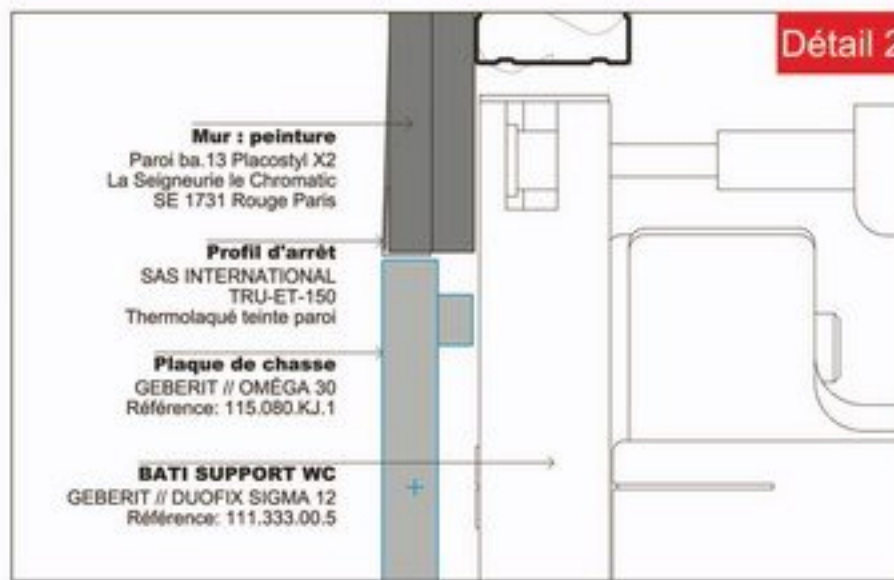 Détail 2
Mur : peinture
Paroi ba.13 Placostyl X2
La Seigneurie le Chromatic
SE 1731 Rouge Paris
Profil d'arrêt
SAS INTERNATIONAL
TRU-ET-150
Thermolaqué teinte paroi
Plaque de chasse
GEBERIT // OMÉGA 30
Référence: 115.080.KJ.1
BATI SUPPORT WC
GEBERIT // DUOFIX SIGMA 12
Référence: 111.333.00.5